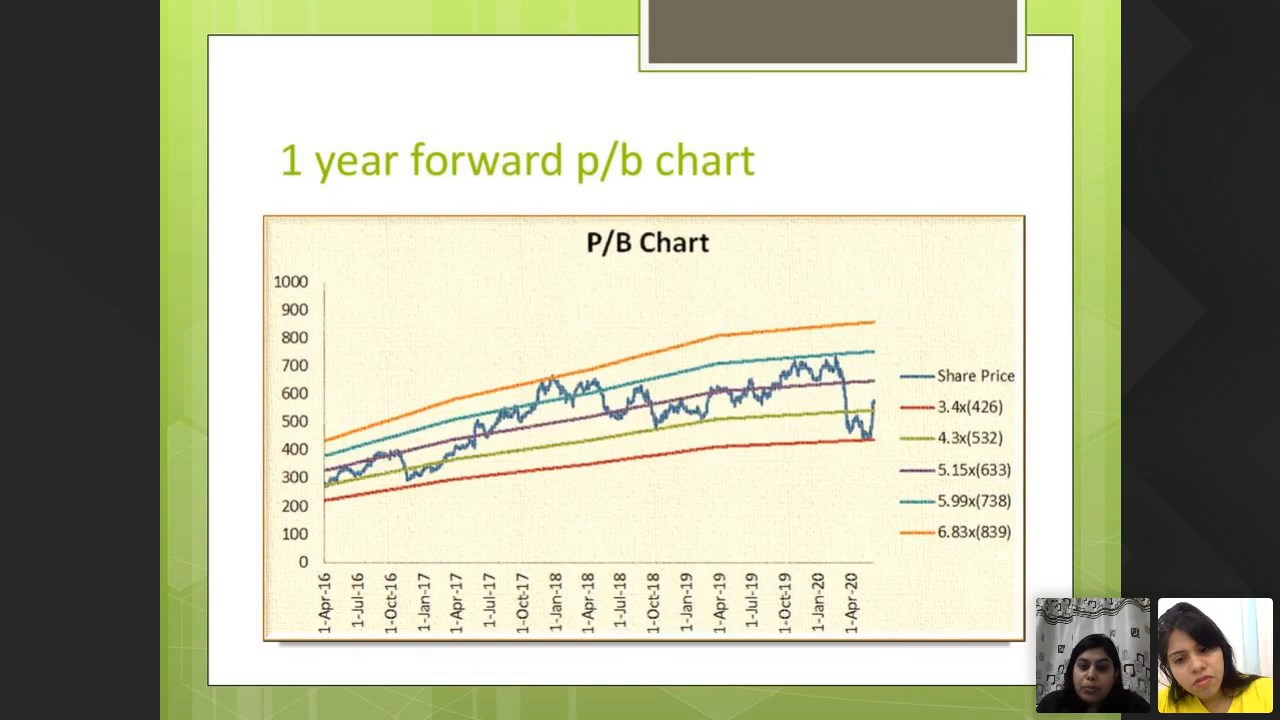 1 year forward p/b chart
P/B Chart
1000
900
800
700
600
500
400
300
200
100
0
1-Apr-16
1-Jul-16
1-Oct-16
1-Jan-17
1-Apr-17
1-Jul-17
1-Oct-17
1-Jan-18
1-Apr-18
1-Jul-18
1-Oct-18
1-Jan-19
1-Apr-19
1-Jul-19
1-Oct-19
1-Jan-20
1-Apr-20
Share Price
3.4x(426)
4.3x(532)
5.15x(633)
5.99x(738)
6.83x(839)